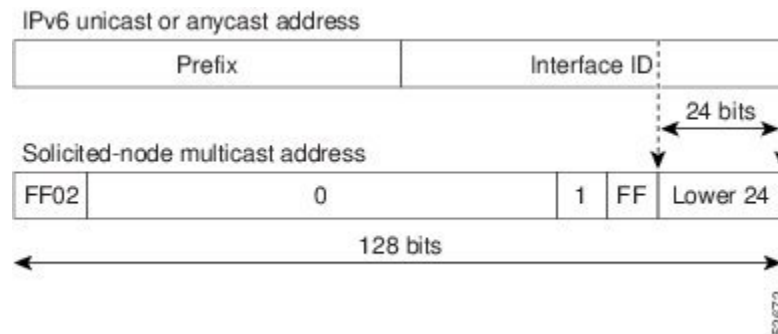 IPv6 unicast or anycast address
Prefix Interface ID
24 bits
Solicited-node multicast address
FF02 0 1 FF Lower 24
128 bits